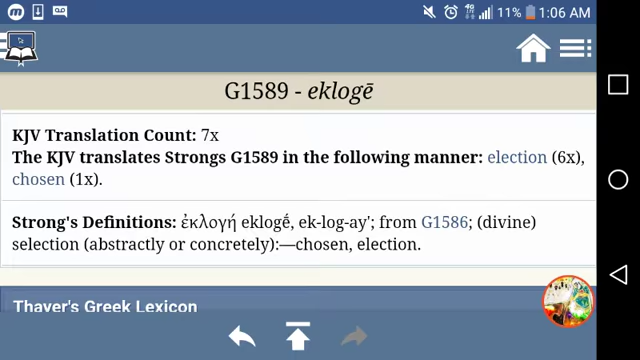 4G
11% 1:06 AM
G1589 - eklogē
KJV Translation Count: 7x
The KJV translates Strongs G1589 in the following manner: election (6x),
chosen (1x).
Strong's Definitions: ἐκλογή eklogḗ, ek-log-ay'; from G1586; (divine)
selection (abstractly or concretely):—chosen, election.
Thaver's Greek Lexicon